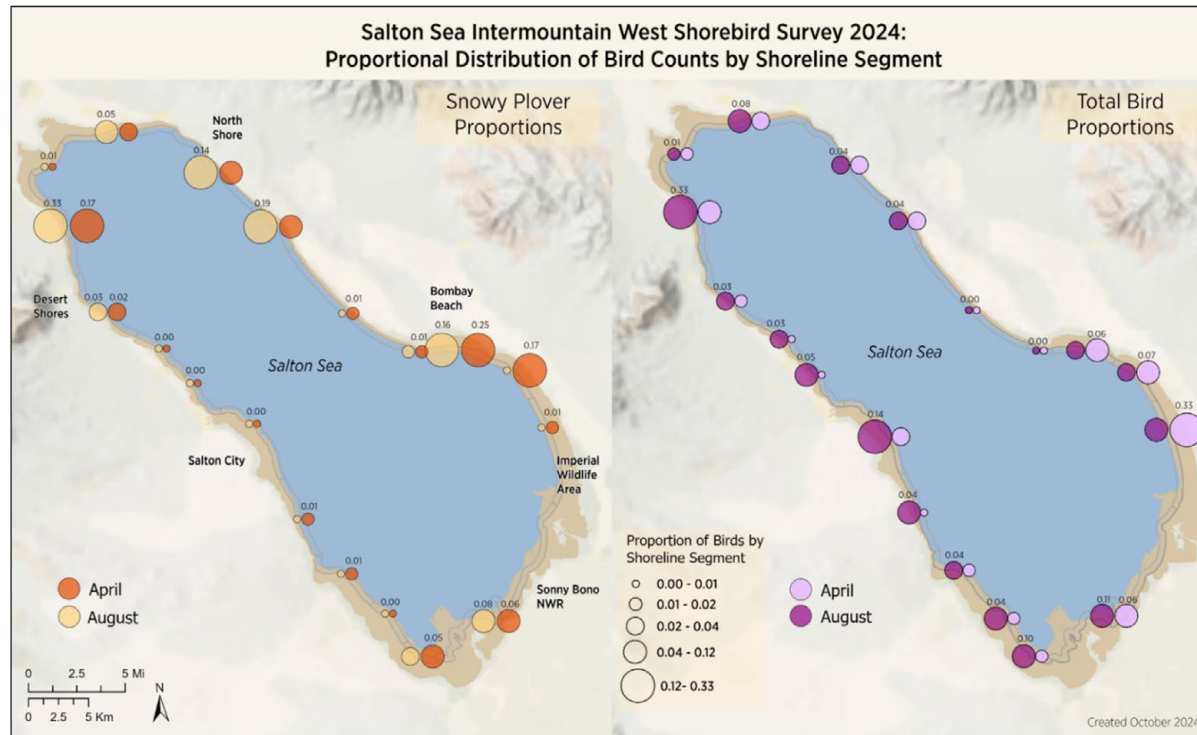 Salton Sea Intermountain West Shorebird Survey 2024:
Proportional Distribution of Bird Counts by Shoreline Segment
Snowy Plover
Proportions
0.05
North
Shore
0.01
0.14
0.33
0.17
0.19
Desert
Shores
0.03
0.02
0.01
Bombay
Beach
0.16
0.25
0.01
0.17
0.00
Salton Sea
0.00
0.00
0.01
Salton City
Imperial
Wildlife
Area
0.01
0.01
0.00
Sonny Bono
NWR
0.08
0.06
0.05
April
August
0
2.5
5 Mi
0
2.5
5 Km
N
Total Bird
Proportions
0.08
0.01
0.04
0.33
0.04
0.03
0.00
0.03
0.00
0.06
0.05
Salton Sea
0.07
0.14
0.33
0.04
0.04
0.04
0.11
0.06
0.10
Proportion of Birds by
Shoreline Segment
0.00 - 0.01
0.01 - 0.02
0.02 - 0.04
0.04 - 0.12
0.12- 0.33
April
August
Created October 2024